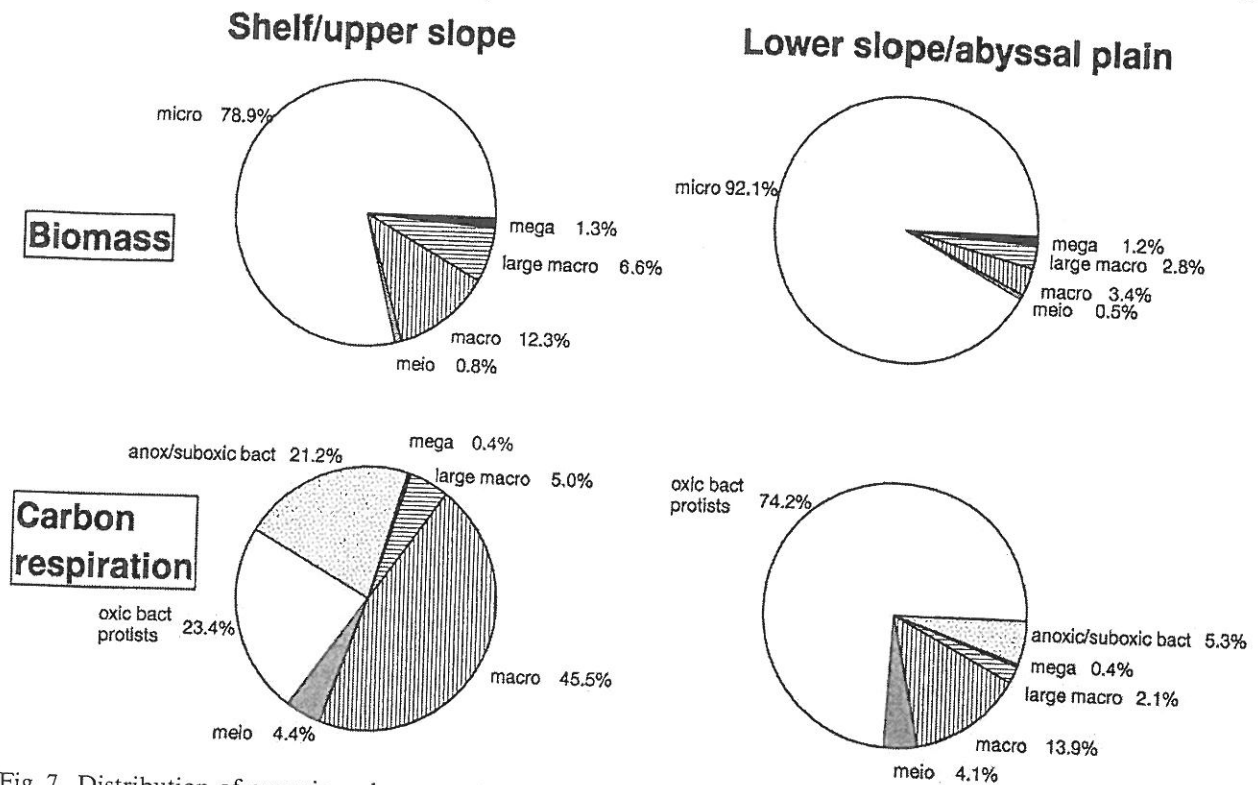 Shelf/upper slope
Lower slope/abyssal plain
micro 78.9%
mega 1.3%
large macro 6.6%
macro 12.3%
meio 0.8%
Biomass
micro 92.1%
mega 1.2%
large macro 2.8%
macro 3.4%
meio 0.5%
anox/suboxic bact 21.2%
mega 0.4%
large macro 5.0%
macro 45.5%
meio 4.4%
oxic bact
protists 23.4%
Carbon
respiration
oxic bact
protists 74.2%
anoxic/suboxic bact 5.3%
mega 0.4%
large macro 2.1%
macro 13.9%
meio 4.1%
Fig. 7. Distribution of